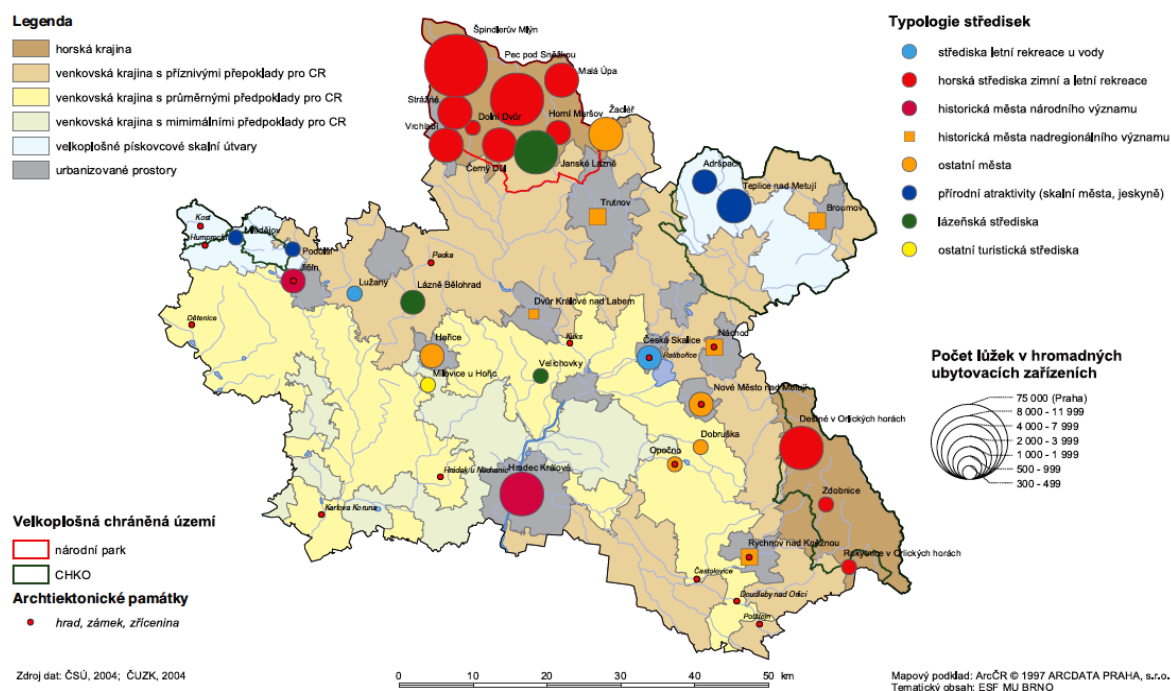 Legenda
horská krajina
venkovská krajina s příznivými přepoklady pro CR
venkovská krajina s průměrnými předpoklady pro CR
venkovská krajina s mimimálními předpoklady pro CR
velkoplošné pískovcové skalní útvary
urbanizované prostory
Typologie středisek
střediska letní rekreace u vody
horská střediska zimní a letní rekreace
historická města národního významu
historická města nadregionálního významu
ostatní města
přírodní atraktivity (skalní města, jeskyně)
lázeňská střediska
ostatní turistická střediska
Špindlerův Mlýn
Pec pod Sněžkou
Malá Úpa
Strážné
Dolní Dvůr
Horní Maršov
Žacléř
Vrchlabí
Černý Důl
Janské Lázně
Adršpach
Teplice nad Metují
Trutnov
Broumov
Kost
Mladějov
Podůlší
Jičín
Pecka
Lužany
Lázně Bělohrad
Dětenice
Dvůr Králové nad Labem
Hořice
Kuks
Česká Skalice
Náchod
Ratibořice
Milovice u Hořic
Velichovky
Nové Město nad Metují
Deštné v Orlických horách
Dobruška
Opočno
Hrádek u Nechanic
Hradec Králové
Zdobnice
Karlova Koruna
Rychnov nad Kněžnou
Rokytnice v Orlických horách
Častolovice
Doudleby nad Orlicí
Potštejn
Počet lůžek v hromadných
ubytovacích zařízeních
75 000 (Praha)
8 000 - 11 999
4 000 - 7 999
2 000 - 3 999
1 000 - 1 999
500 - 999
300 - 499
Velkoplošná chráněná území
národní park
CHKO
Archtiektonické památky
hrad, zámek, zřícenina
Zdroj dat: ČSÚ, 2004; ČUZK, 2004
0 10 20 30 40 50 km
Mapový podklad: ArcČR © 1997 ARCDATA PRAHA, s.r.o.
Tematický obsah: ESF MU BRNO